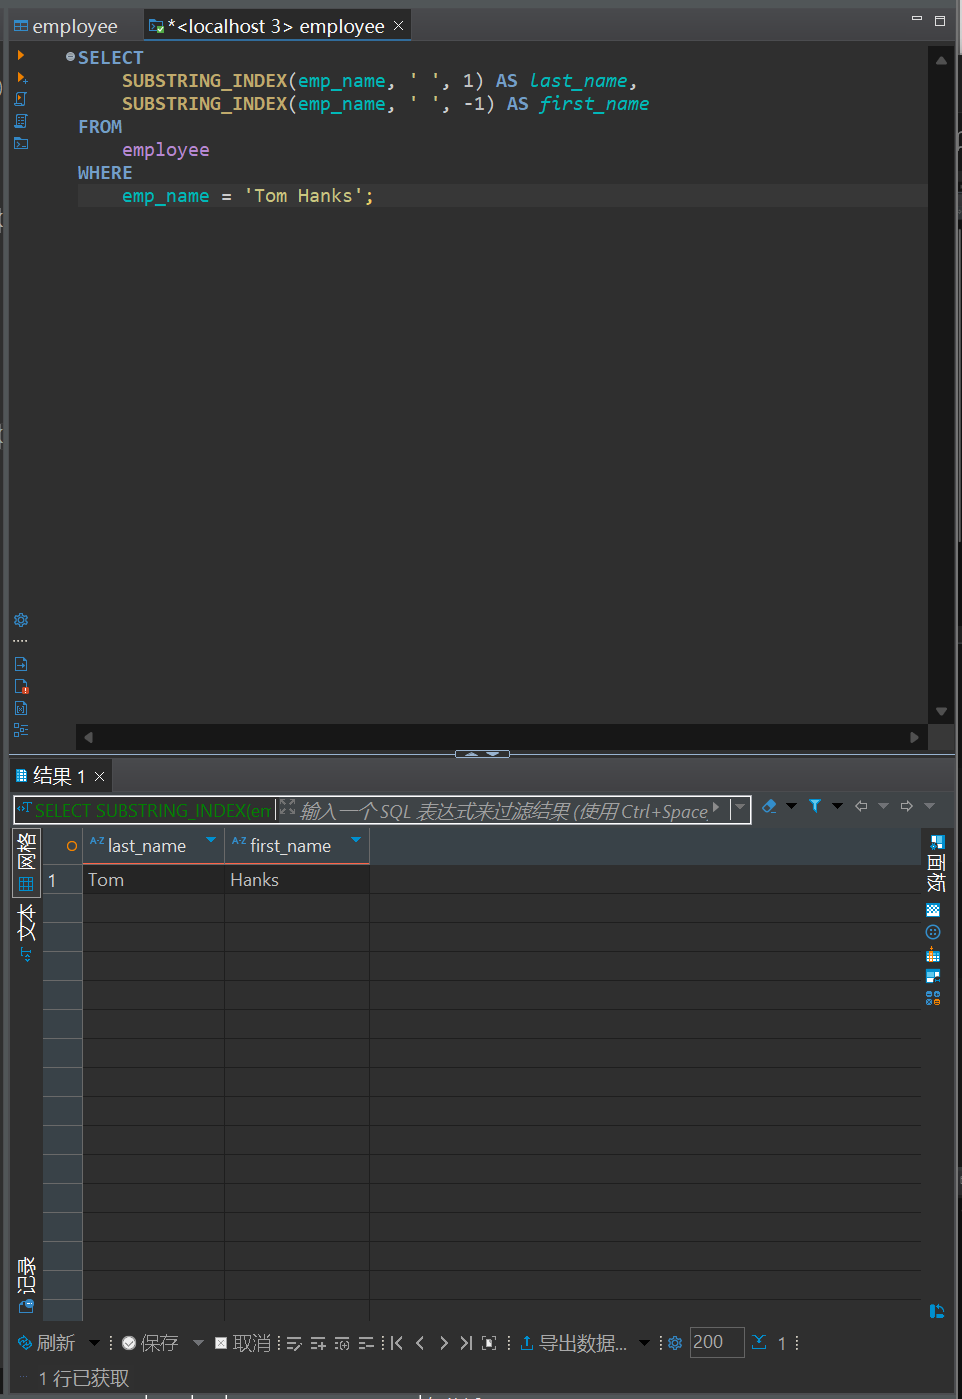 employee
*<localhost 3> employee
SELECT
SUBSTRING_INDEX(emp_name, ' ', 1) AS last_name,
SUBSTRING_INDEX(emp_name, ' ', -1) AS first_name
FROM
employee
WHERE
emp_name = 'Tom Hanks';
结果 1
SELECT SUBSTRING_INDEX(em 输入一个 SQL 表达式来过滤结果 (使用 Ctrl+Space
网格
文本
记录
A-Z last_name A-Z first_name
1 Tom Hanks
面板
刷新 保存 取消 导出数据... 200 1
1 行已获取